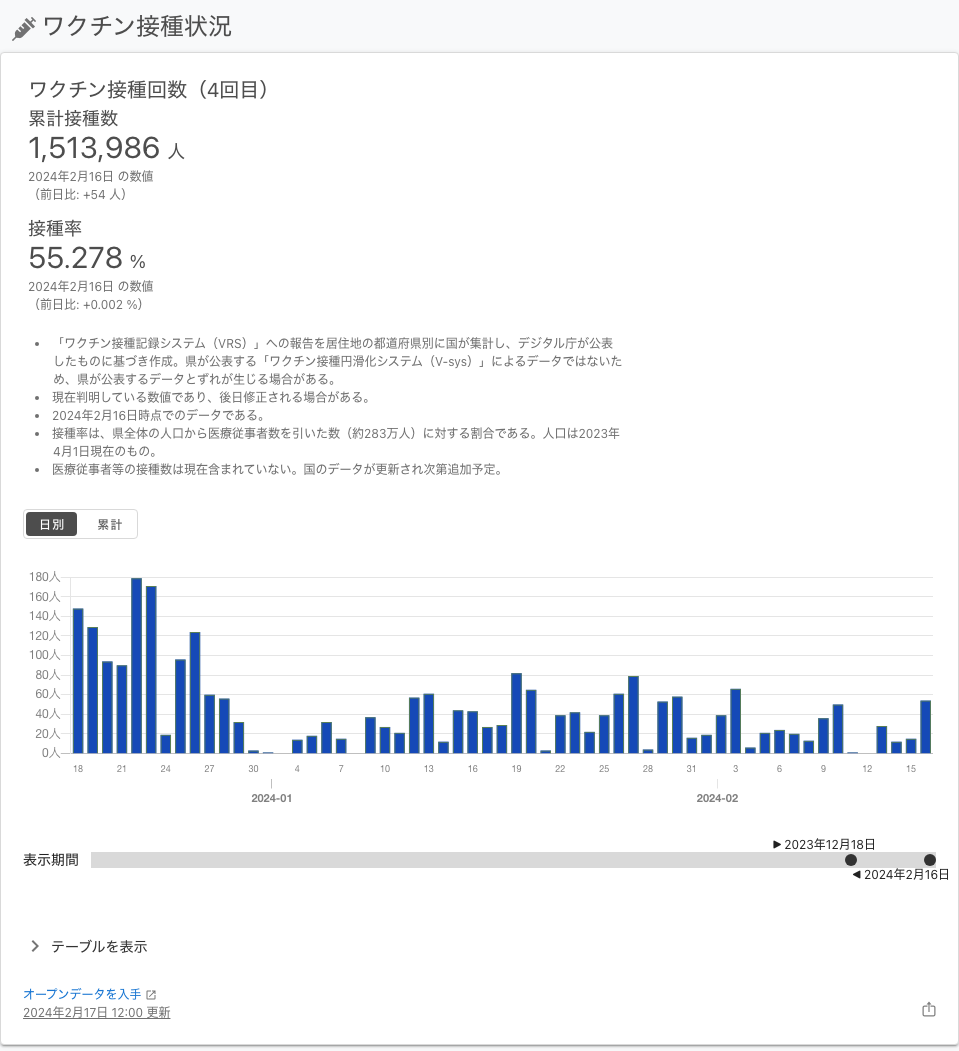 ワクチン接種状況
ワクチン接種回数（4回目）
累計接種数
1,513,986 人
2024年2月16日 の数値
（前日比: +54 人）
接種率
55.278 %
2024年2月16日 の数値
（前日比: +0.002 %）
• 「ワクチン接種記録システム（VRS）」への報告を居住地の都道府県別に国が集計し、デジタル庁が公表
したものに基づき作成。県が公表する「ワクチン接種円滑化システム（V-sys）」によるデータではないた
め、県が公表するデータとずれが生じる場合がある。
• 現在判明している数値であり、後日修正される場合がある。
• 2024年2月16日時点でのデータである。
• 接種率は、県全体の人口から医療従事者数を引いた数（約283万人）に対する割合である。人口は2023年
4月1日現在のもの。
• 医療従事者等の接種数は現在含まれていない。国のデータが更新され次第追加予定。
日別 累計
180人
160人
140人
120人
100人
80人
60人
40人
20人
0人
18 21 24 27 30 4 7 10 13 16 19 22 25 28 31 3 6 9 12 15
2024-01 2024-02
▶ 2023年12月18日
表示期間
◀ 2024年2月16日
テーブルを表示
オープンデータを入手
2024年2月17日 12:00 更新